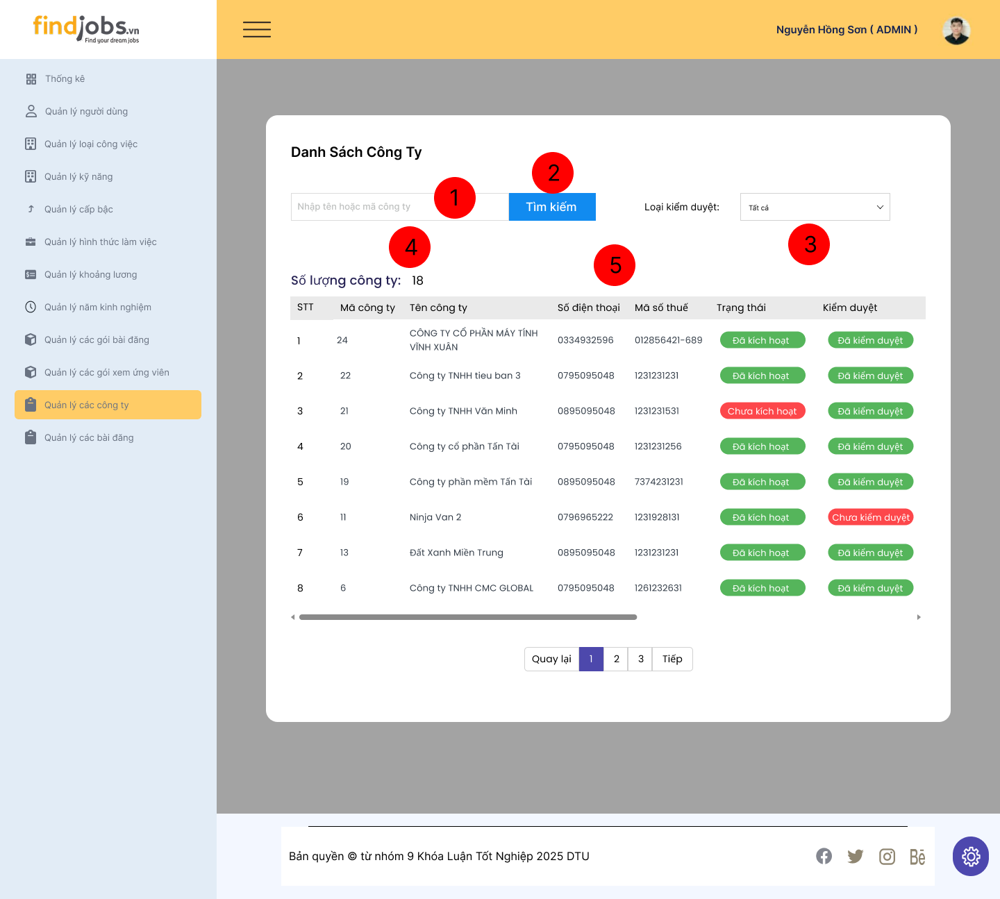 findjobs.vn
Find your dream jobs
Nguyễn Hồng Sơn ( ADMIN )
Thống kê
Quản lý người dùng
Quản lý loại công việc
Quản lý kỹ năng
Quản lý cấp bậc
Quản lý hình thức làm việc
Quản lý khoảng lương
Quản lý năm kinh nghiệm
Quản lý các gói bài đăng
Quản lý các gói xem ứng viên
Quản lý các công ty
Quản lý các bài đăng
Danh Sách Công Ty
2
1
Nhập tên hoặc mã công ty
Tìm kiếm
Loại kiểm duyệt:
Tất cả
4
3
5
Số lượng công ty: 18
STT Mã công ty Tên công ty Số điện thoại Mã số thuế Trạng thái Kiểm duyệt
1 24 CÔNG TY CỔ PHẦN MÁY TÍNH VĨNH XUÂN 0334932596 012856421-689 Đã kích hoạt Đã kiểm duyệt
2 22 Công ty TNHH tieu ban 3 0795095048 1231231231 Đã kích hoạt Đã kiểm duyệt
3 21 Công ty TNHH Văn Minh 0895095048 1231231531 Chưa kích hoạt Đã kiểm duyệt
4 20 Công ty cổ phần Tấn Tài 0795095048 1231231256 Đã kích hoạt Đã kiểm duyệt
5 19 Công ty phần mềm Tấn Tài 0895095048 7374231231 Đã kích hoạt Đã kiểm duyệt
6 11 Ninja Van 2 0796965222 1231928131 Đã kích hoạt Chưa kiểm duyệt
7 13 Đất Xanh Miền Trung 0895095048 1231231231 Đã kích hoạt Đã kiểm duyệt
8 6 Công ty TNHH CMC GLOBAL 0795095048 1261232631 Đã kích hoạt Đã kiểm duyệt
Quay lại 1 2 3 Tiếp
Bản quyền © từ nhóm 9 Khóa Luận Tốt Nghiệp 2025 DTU